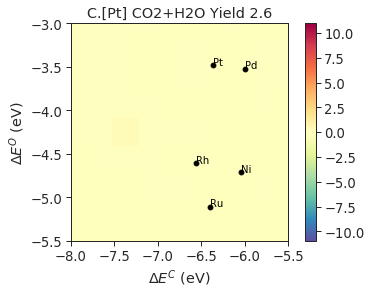 C.[Pt] CO2+H2O Yield 2.6
−3.0
−3.5
−4.0
−4.5
−5.0
−5.5
ΔE^O (eV)
Pt
Pd
Rh
Ni
Ru
−8.0 −7.5 −7.0 −6.5 −6.0 −5.5
ΔE^C (eV)
10.0
7.5
5.0
2.5
0.0
−2.5
−5.0
−7.5
−10.0